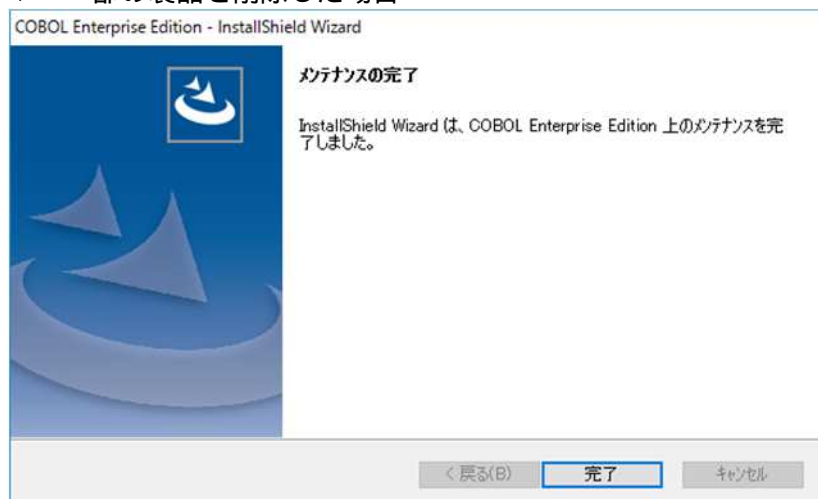 COBOL Enterprise Edition - InstallShield Wizard
メンテナンスの完了
InstallShield Wizard は、COBOL Enterprise Edition 上のメンテナンスを完
了しました。
< 戻る(B)
完了
キャンセル